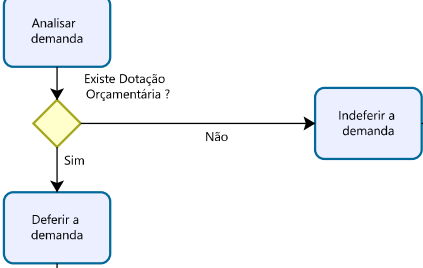 Analisar
demanda
Existe Dotação
Orçamentária ?
Não
Indeferir a
demanda
Sim
Deferir a
demanda